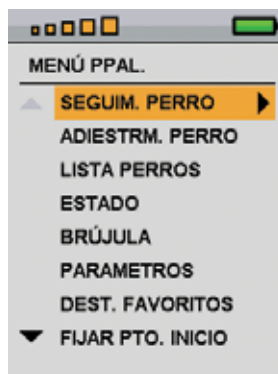 MENÚ PPAL.
SEGUIM. PERRO
ADIESTRM. PERRO
LISTA PERROS
ESTADO
BRÚJULA
PARAMETROS
DEST. FAVORITOS
FIJAR PTO. INICIO